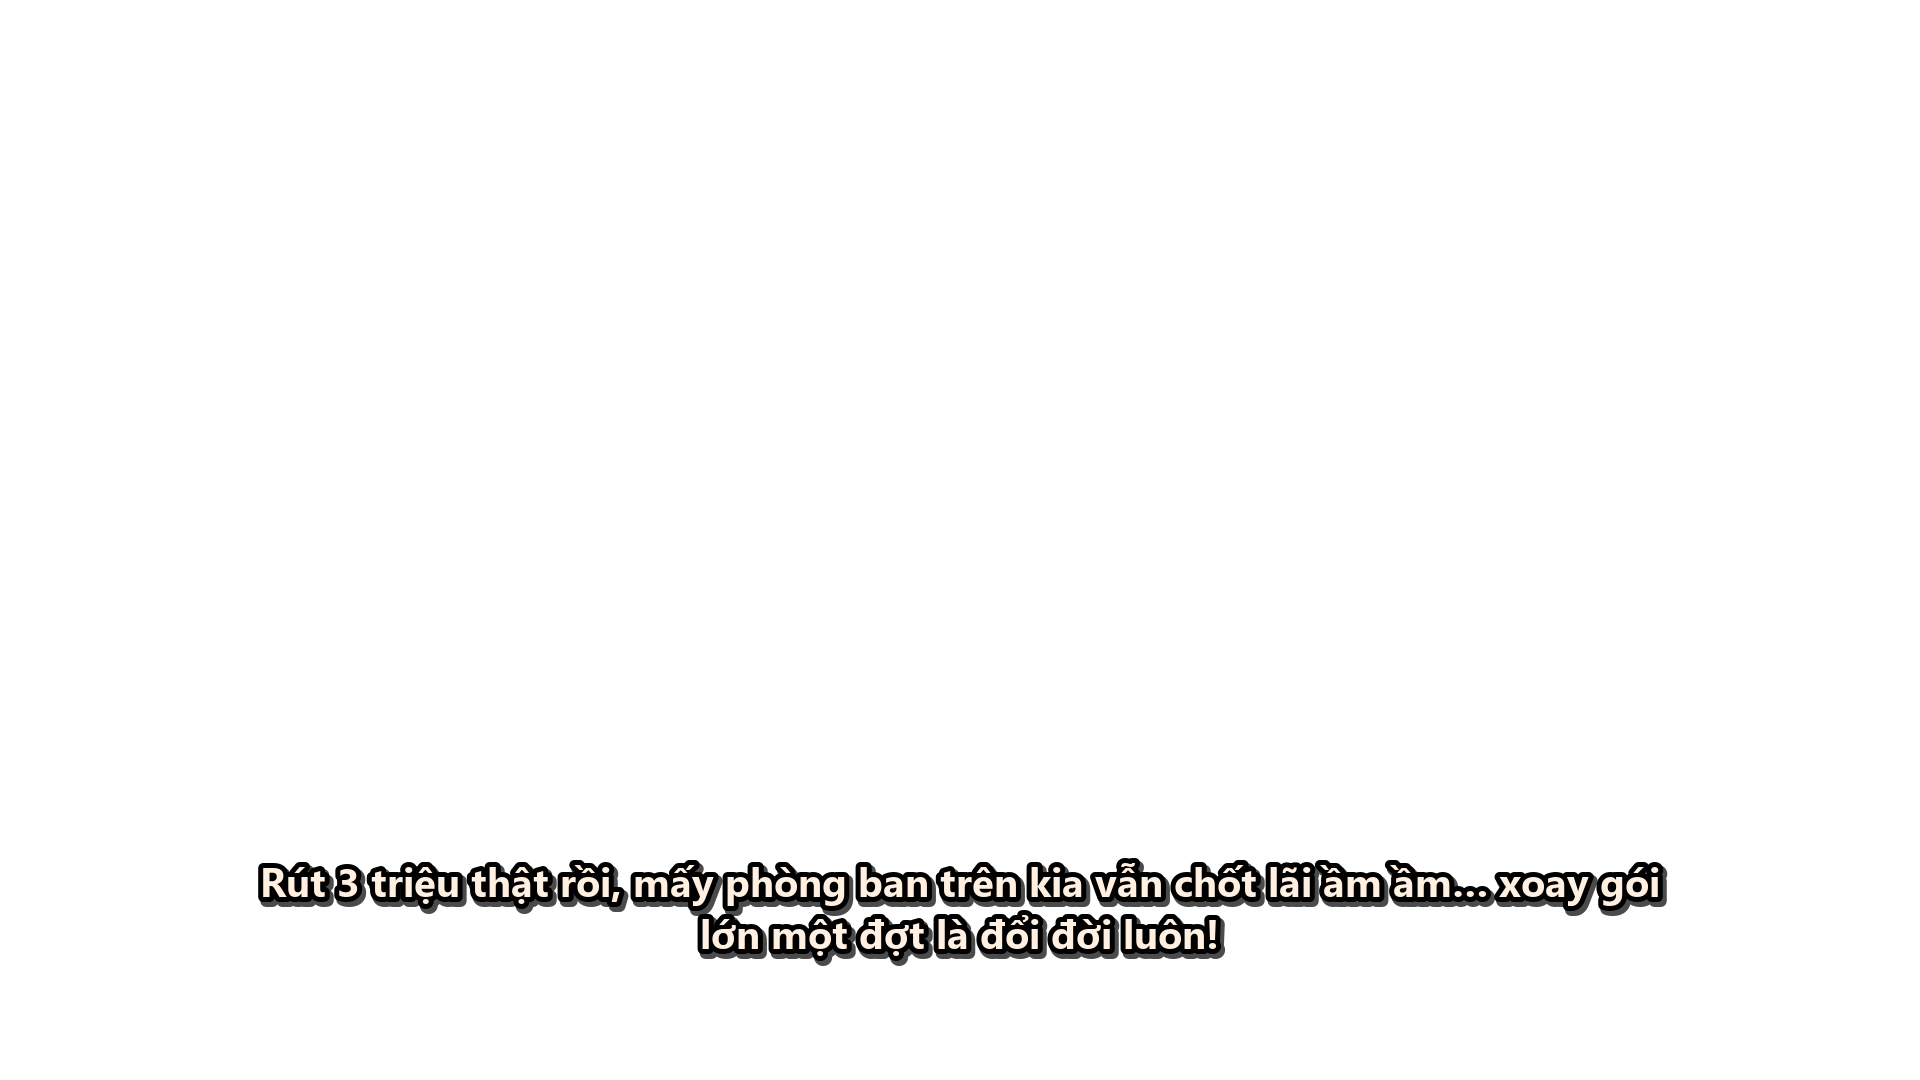 Rút 3 triệu thật rồi, mấy phòng ban trên kia vẫn chốt lãi ầm ầm... xoay gói
lớn một đợt là đổi đời luôn!